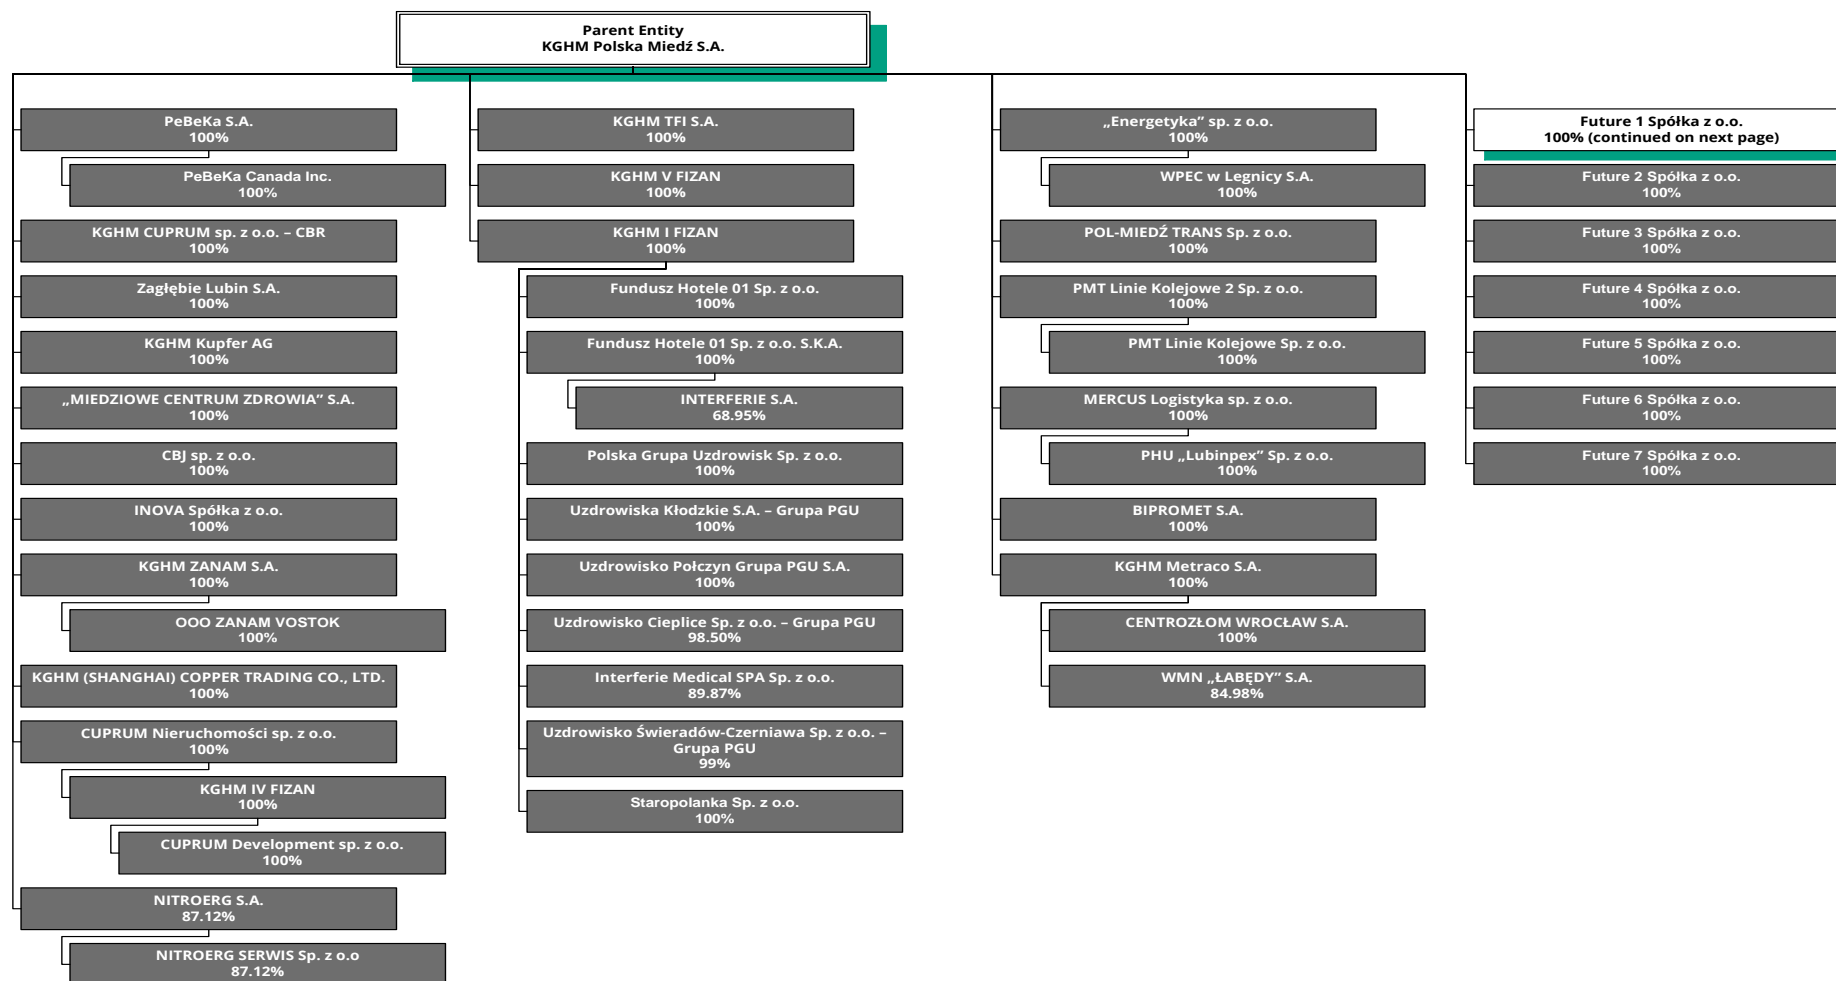 Parent Entity
KGHM Polska Miedź S.A.
PeBeKa S.A.
100%
PeBeKa Canada Inc.
100%
KGHM CUPRUM sp. z o.o. – CBR
100%
Zagłębie Lubin S.A.
100%
KGHM Kupfer AG
100%
„MIEDZIOWE CENTRUM ZDROWIA” S.A.
100%
CBJ sp. z o.o.
100%
INOVA Spółka z o.o.
100%
KGHM ZANAM S.A.
100%
OOO ZANAM VOSTOK
100%
KGHM (SHANGHAI) COPPER TRADING CO., LTD.
100%
CUPRUM Nieruchomości sp. z o.o.
100%
KGHM IV FIZAN
100%
CUPRUM Development sp. z o.o.
100%
NITROERG S.A.
87.12%
NITROERG SERWIS Sp. z o.o
87.12%
KGHM TFI S.A.
100%
KGHM V FIZAN
100%
KGHM I FIZAN
100%
Fundusz Hotele 01 Sp. z o.o.
100%
Fundusz Hotele 01 Sp. z o.o. S.K.A.
100%
INTERFERIE S.A.
68.95%
Polska Grupa Uzdrowisk Sp. z o.o.
100%
Uzdrowiska Kłodzkie S.A. – Grupa PGU
100%
Uzdrowisko Połczyn Grupa PGU S.A.
100%
Uzdrowisko Cieplice Sp. z o.o. – Grupa PGU
98.50%
Interferie Medical SPA Sp. z o.o.
89.87%
Uzdrowisko Świeradów-Czerniawa Sp. z o.o. –
Grupa PGU
99%
Staropolanka Sp. z o.o.
100%
„Energetyka” sp. z o.o.
100%
WPEC w Legnicy S.A.
100%
POL-MIEDŹ TRANS Sp. z o.o.
100%
PMT Linie Kolejowe 2 Sp. z o.o.
100%
PMT Linie Kolejowe Sp. z o.o.
100%
MERCUS Logistyka sp. z o.o.
100%
PHU „Lubinpex” Sp. z o.o.
100%
BIPROMET S.A.
100%
KGHM Metraco S.A.
100%
CENTROZŁOM WROCŁAW S.A.
100%
WMN „ŁABĘDY” S.A.
84.98%
Future 1 Spółka z o.o.
100% (continued on next page)
Future 2 Spółka z o.o.
100%
Future 3 Spółka z o.o.
100%
Future 4 Spółka z o.o.
100%
Future 5 Spółka z o.o.
100%
Future 6 Spółka z o.o.
100%
Future 7 Spółka z o.o.
100%